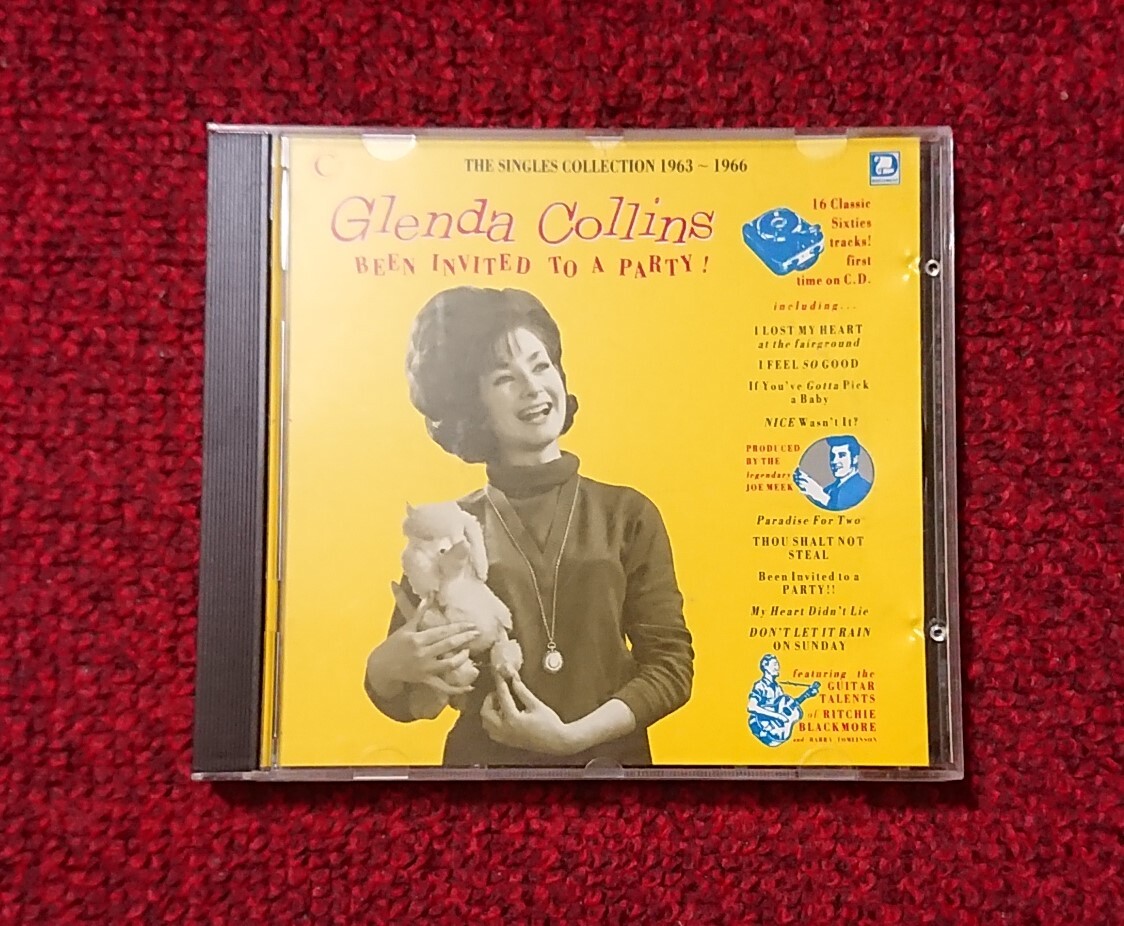 THE SINGLES COLLECTION 1963 ~ 1966
Glenda Collins
BEEN INVITED TO A PARTY!
16 Classic
Sixties
tracks!
first
time on C.D.
including...
I LOST MY HEART
at the fairground
I FEEL SO GOOD
If You've Gotta Pick
a Baby
NICE Wasn't It?
PRODUCED
BY THE
legendary
JOE MEEK
Paradise For Two
THOU SHALT NOT
STEAL
Been Invited to a
PARTY!!
My Heart Didn't Lie
DON'T LET IT RAIN
ON SUNDAY
featuring the
GUITAR
TALENTS
of RITCHIE
BLACKMORE
and TOMLINSON